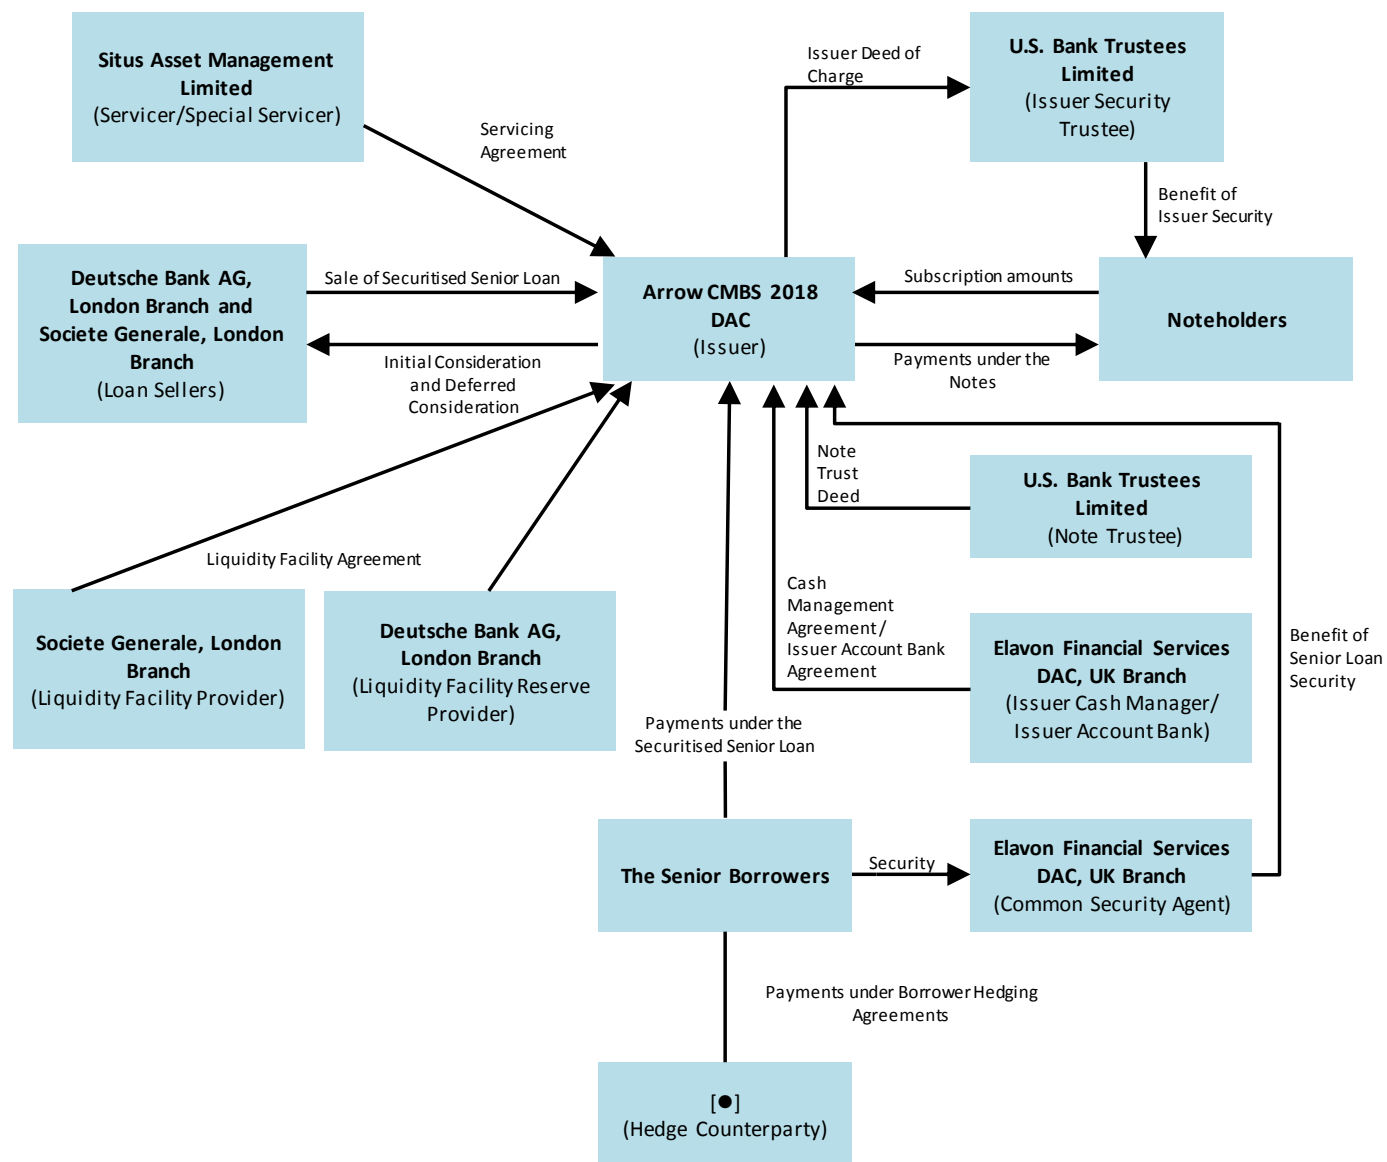 Situs Asset Management
Limited
(Servicer/Special Servicer)
Servicing
Agreement
Issuer Deed of
Charge
U.S. Bank Trustees
Limited
(Issuer Security
Trustee)
Benefit of
Issuer Security
Deutsche Bank AG,
London Branch and
Societe Generale, London
Branch
(Loan Sellers)
Sale of Securitised Senior Loan
Initial Consideration
and Deferred
Consideration
Arrow CMBS 2018
DAC
(Issuer)
Subscription amounts
Payments under the
Notes
Noteholders
Note
Trust
Deed
U.S. Bank Trustees
Limited
(Note Trustee)
Liquidity Facility Agreement
Societe Generale, London
Branch
(Liquidity Facility Provider)
Deutsche Bank AG,
London Branch
(Liquidity Facility Reserve
Provider)
Cash
Management
Agreement/
Issuer Account Bank
Agreement
Elavon Financial Services
DAC, UK Branch
(Issuer Cash Manager/
Issuer Account Bank)
Benefit of
Senior Loan
Security
Payments under the
Securitised Senior Loan
The Senior Borrowers
Security
Elavon Financial Services
DAC, UK Branch
(Common Security Agent)
Payments under Borrower Hedging
Agreements
[●]
(Hedge Counterparty)